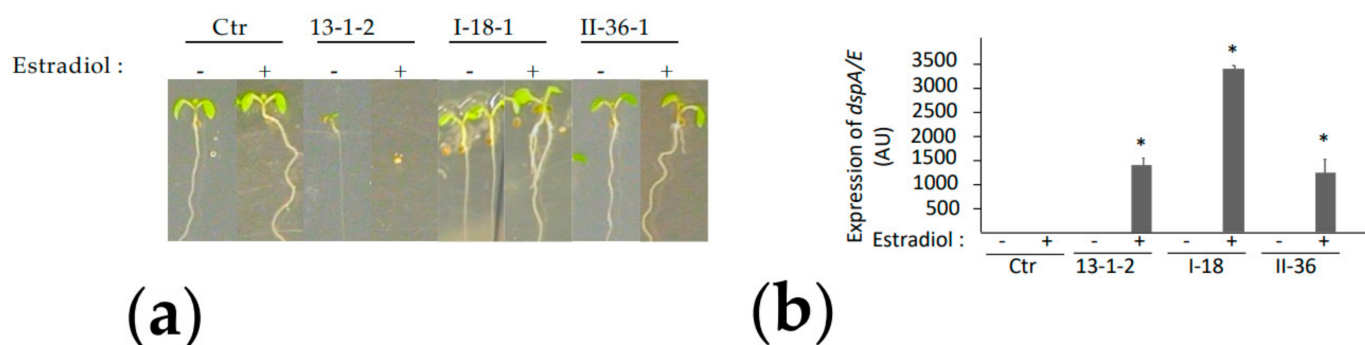 Ctr 13-1-2 I-18-1 II-36-1
Estradiol : - + - + - + - +
(a)
Expression of dspA/E
(AU)
3500
3000
2500
2000
1500
1000
500
* * *
Estradiol : - + - + - + - +
Ctr 13-1-2 I-18 II-36
(b)